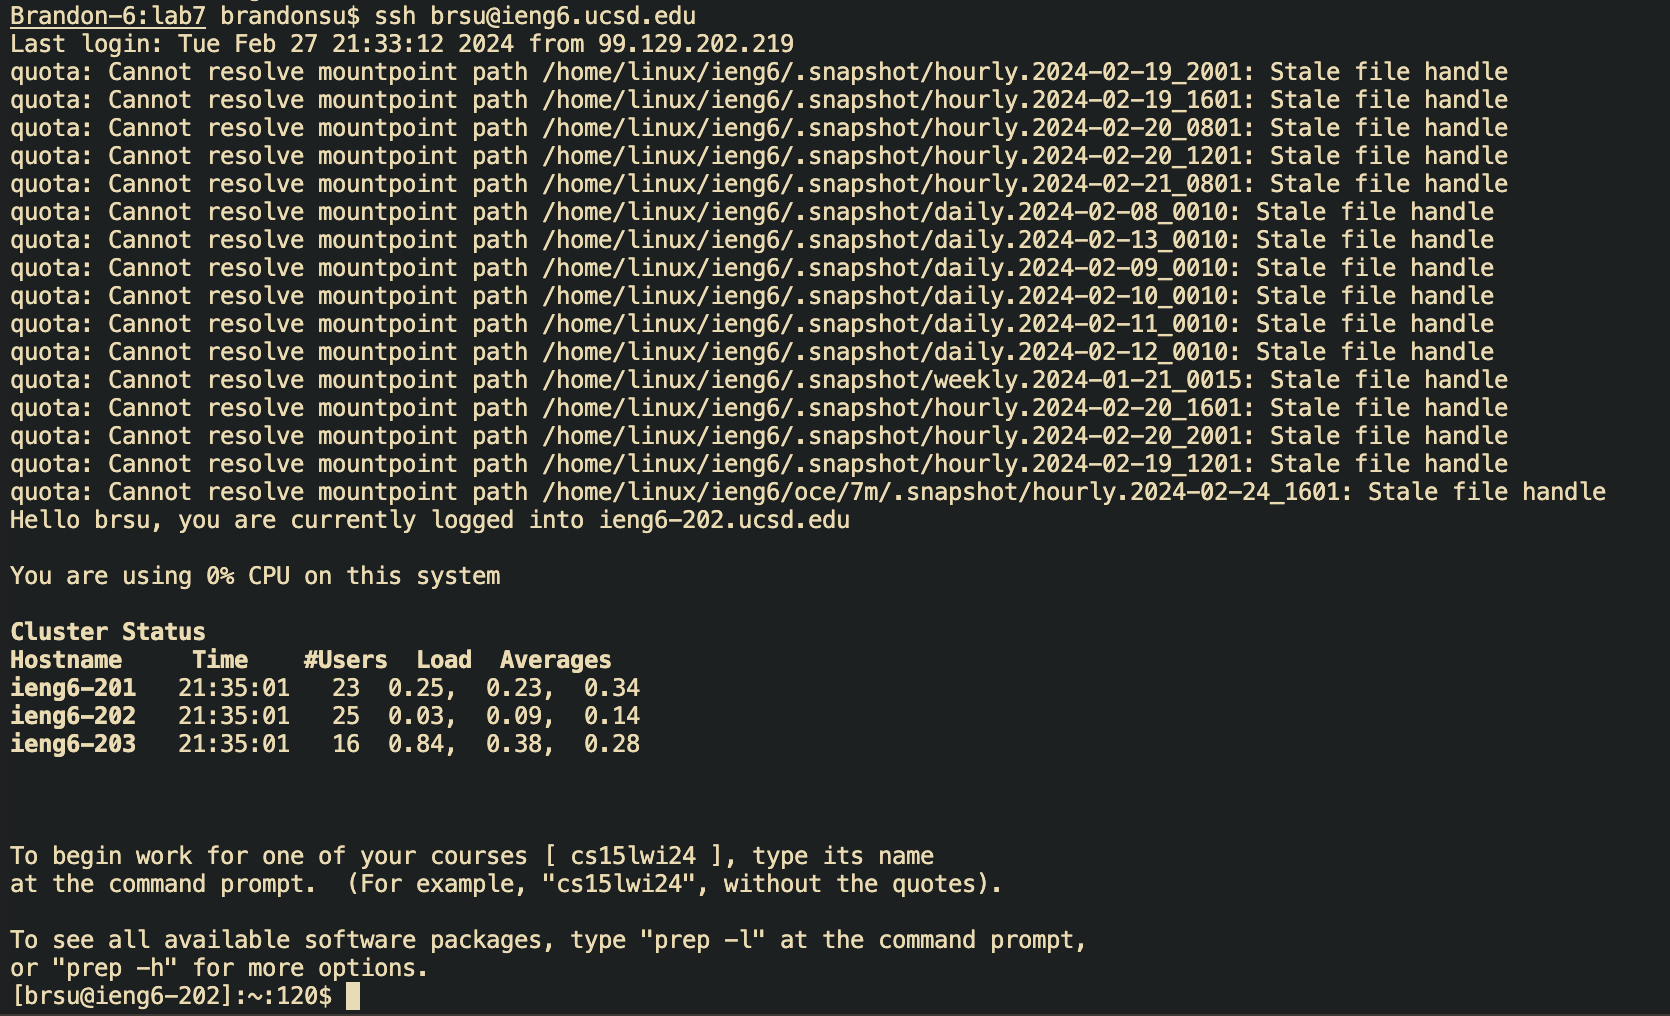 Brandon-6:lab7 brandonsu$ ssh brsu@ieng6.ucsd.edu
Last login: Tue Feb 27 21:33:12 2024 from 99.129.202.219
quota: Cannot resolve mountpoint path /home/linux/ieng6/.snapshot/hourly.2024-02-19_2001: Stale file handle
quota: Cannot resolve mountpoint path /home/linux/ieng6/.snapshot/hourly.2024-02-19_1601: Stale file handle
quota: Cannot resolve mountpoint path /home/linux/ieng6/.snapshot/hourly.2024-02-20_0801: Stale file handle
quota: Cannot resolve mountpoint path /home/linux/ieng6/.snapshot/hourly.2024-02-20_1201: Stale file handle
quota: Cannot resolve mountpoint path /home/linux/ieng6/.snapshot/hourly.2024-02-21_0801: Stale file handle
quota: Cannot resolve mountpoint path /home/linux/ieng6/.snapshot/daily.2024-02-08_0010: Stale file handle
quota: Cannot resolve mountpoint path /home/linux/ieng6/.snapshot/daily.2024-02-13_0010: Stale file handle
quota: Cannot resolve mountpoint path /home/linux/ieng6/.snapshot/daily.2024-02-09_0010: Stale file handle
quota: Cannot resolve mountpoint path /home/linux/ieng6/.snapshot/daily.2024-02-10_0010: Stale file handle
quota: Cannot resolve mountpoint path /home/linux/ieng6/.snapshot/daily.2024-02-11_0010: Stale file handle
quota: Cannot resolve mountpoint path /home/linux/ieng6/.snapshot/daily.2024-02-12_0010: Stale file handle
quota: Cannot resolve mountpoint path /home/linux/ieng6/.snapshot/weekly.2024-01-21_0015: Stale file handle
quota: Cannot resolve mountpoint path /home/linux/ieng6/.snapshot/hourly.2024-02-20_1601: Stale file handle
quota: Cannot resolve mountpoint path /home/linux/ieng6/.snapshot/hourly.2024-02-20_2001: Stale file handle
quota: Cannot resolve mountpoint path /home/linux/ieng6/.snapshot/hourly.2024-02-19_1201: Stale file handle
quota: Cannot resolve mountpoint path /home/linux/ieng6/oce/7m/.snapshot/hourly.2024-02-24_1601: Stale file handle
Hello brsu, you are currently logged into ieng6-202.ucsd.edu
You are using 0% CPU on this system
Cluster Status
Hostname     Time    #Users  Load  Averages
ieng6-201   21:35:01   23  0.25,  0.23,  0.34
ieng6-202   21:35:01   25  0.03,  0.09,  0.14
ieng6-203   21:35:01   16  0.84,  0.38,  0.28
To begin work for one of your courses [ cs15lwi24 ], type its name
at the command prompt.  (For example, "cs15lwi24", without the quotes).
To see all available software packages, type "prep -l" at the command prompt,
or "prep -h" for more options.
[brsu@ieng6-202]:~:120$